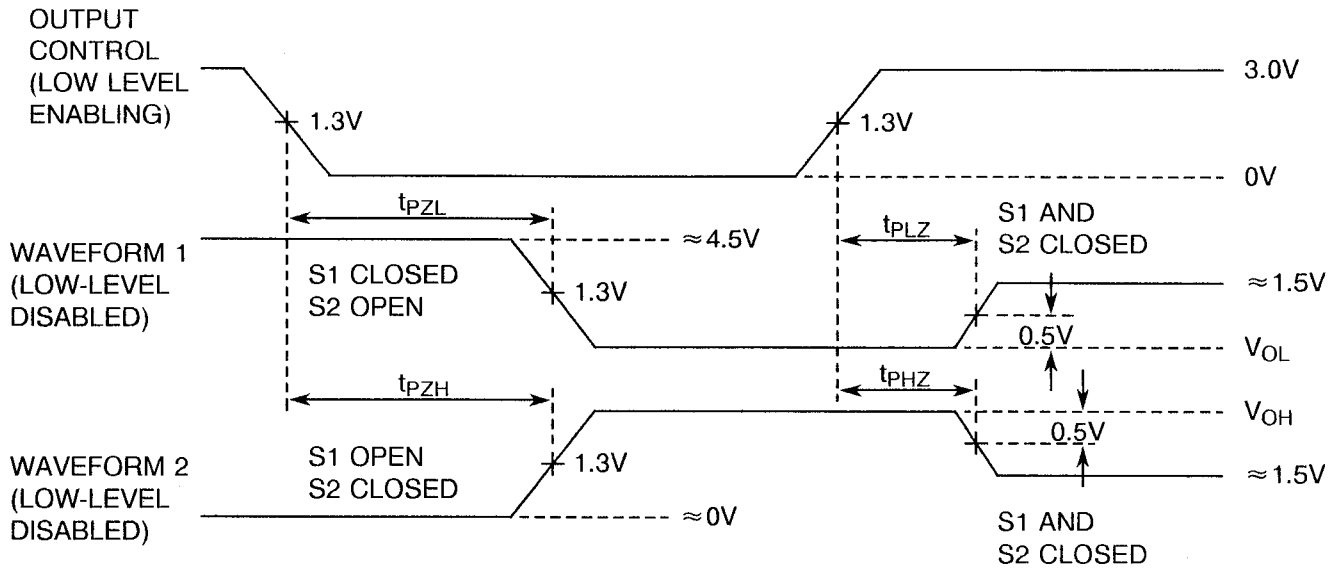 OUTPUT
CONTROL
(LOW LEVEL
ENABLING)
1.3V
1.3V
3.0V
0V
tPZL
tPLZ
S1 AND
S2 CLOSED
WAVEFORM 1
(LOW-LEVEL
DISABLED)
≈4.5V
S1 CLOSED
S2 OPEN
1.3V
≈1.5V
0.5V
VOL
tPZH
tPHZ
VOH
0.5V
WAVEFORM 2
(LOW-LEVEL
DISABLED)
S1 OPEN
S2 CLOSED
1.3V
≈1.5V
≈0V
S1 AND
S2 CLOSED